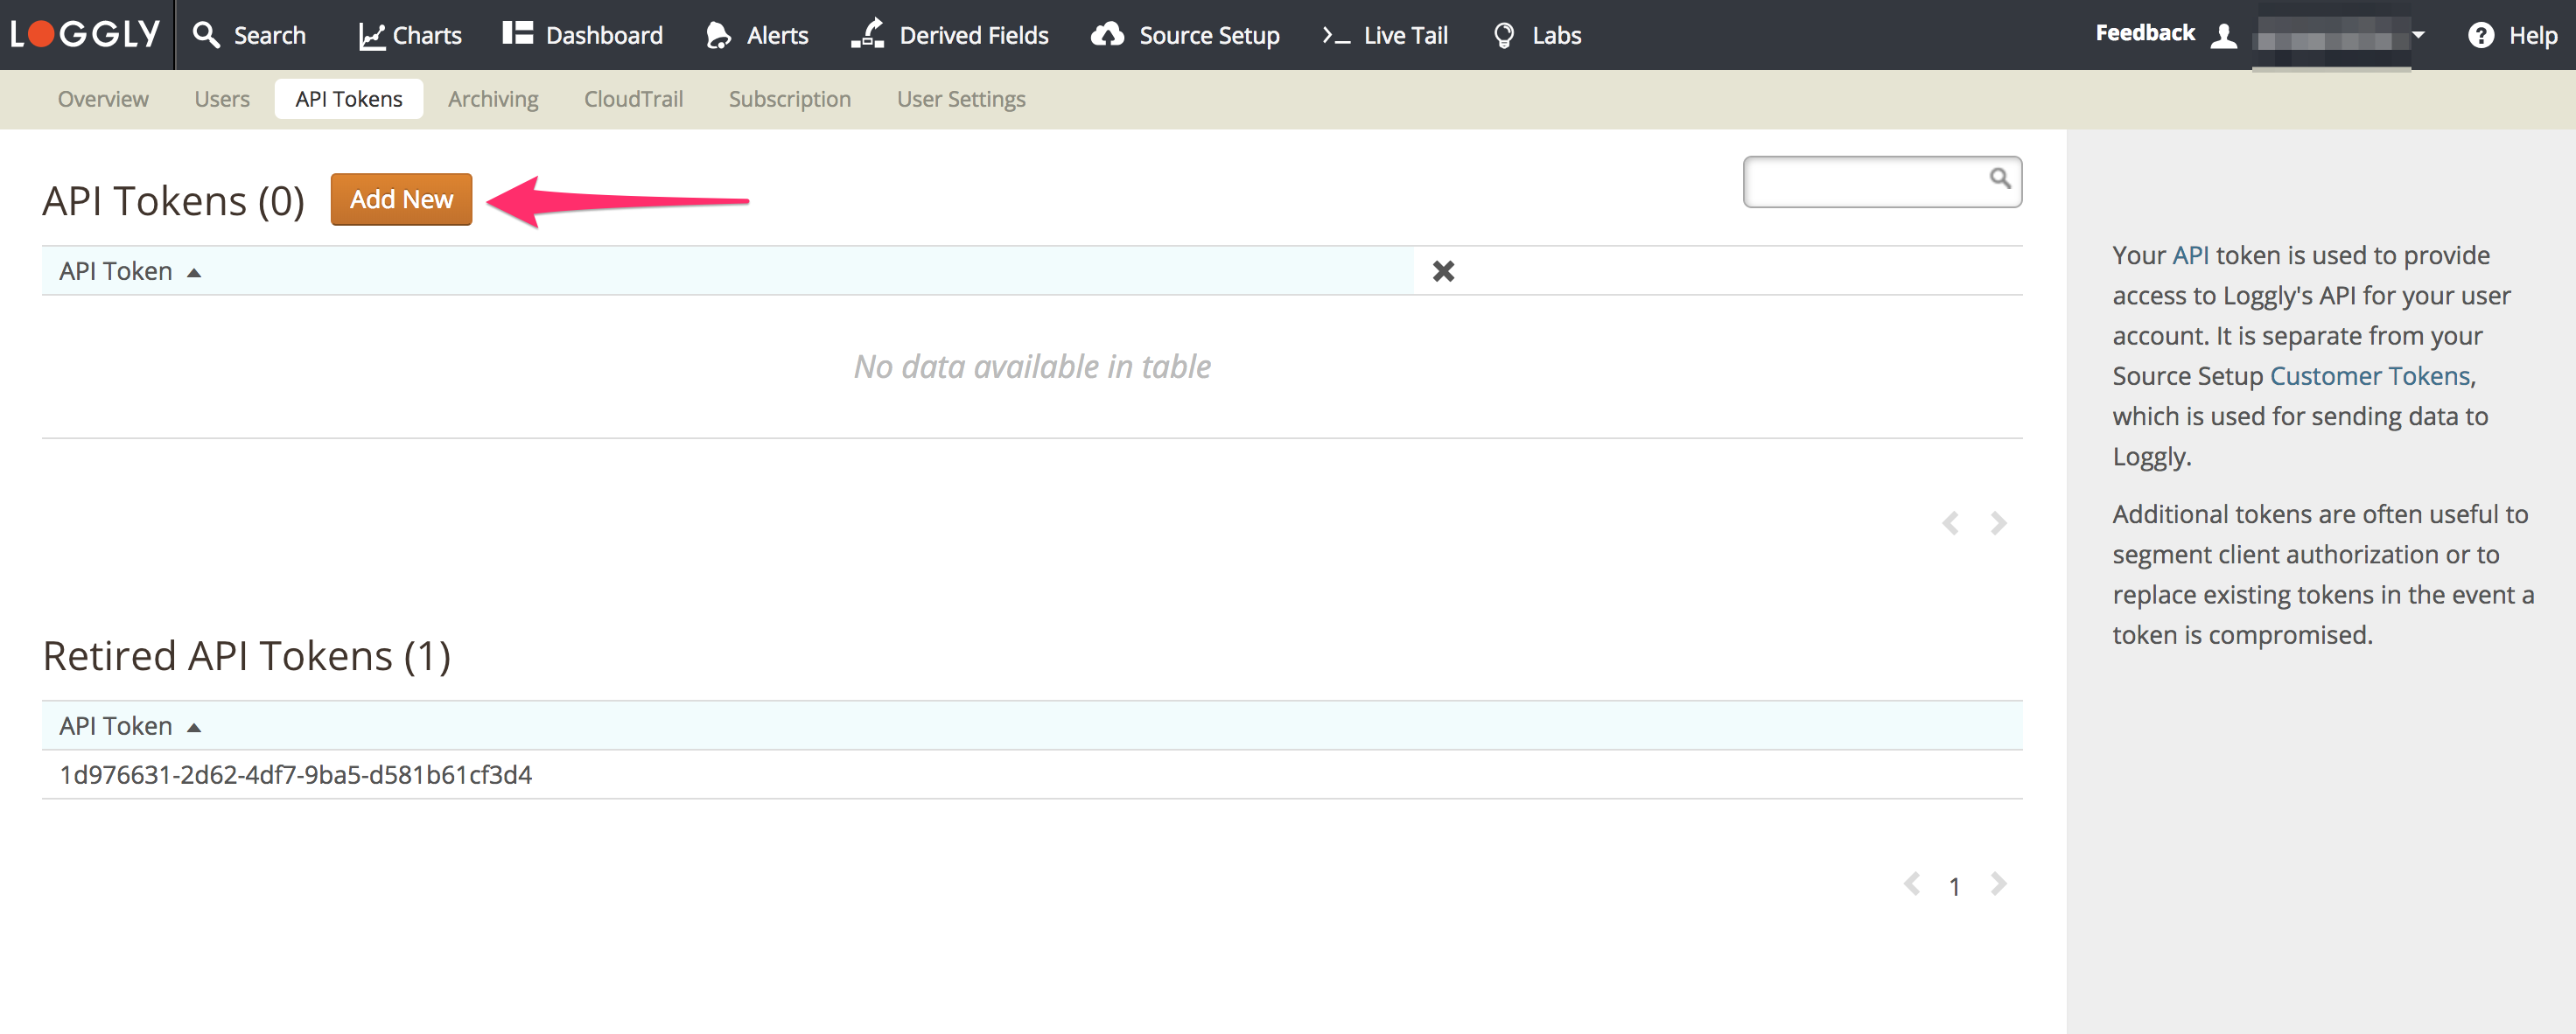 LOGGLY Search Charts Dashboard Alerts Derived Fields Source Setup Live Tail Labs Feedback Help
Overview Users API Tokens Archiving CloudTrail Subscription User Settings
API Tokens (0) Add New
API Token
No data available in table
Retired API Tokens (1)
API Token
1d976631-2d62-4df7-9ba5-d581b61cf3d4
1
Your API token is used to provide
access to Loggly's API for your user
account. It is separate from your
Source Setup Customer Tokens,
which is used for sending data to
Loggly.
Additional tokens are often useful to
segment client authorization or to
replace existing tokens in the event a
token is compromised.